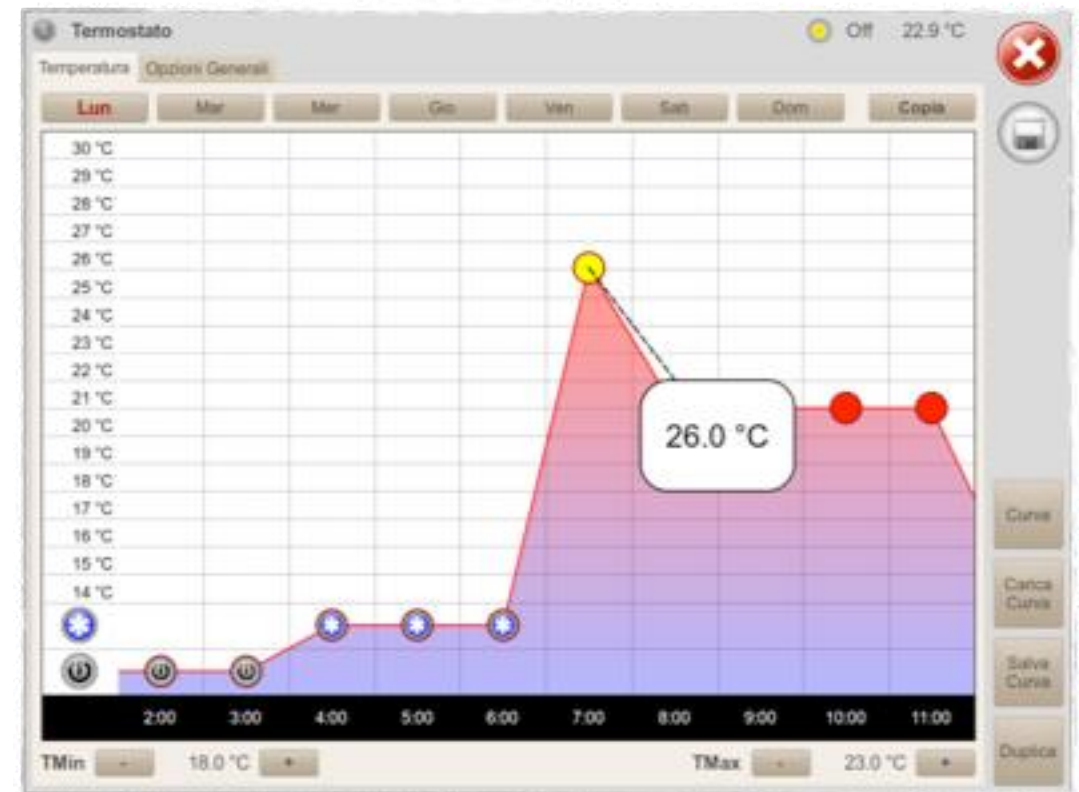 Termostato Off 22.9 °C
Temperatura Opzioni Generali
Lun Mar Mer Gio Ven Sab Dom Copia
30 °C
29 °C
28 °C
27 °C
26 °C
25 °C
24 °C
23 °C
22 °C
21 °C
20 °C
19 °C
18 °C
17 °C
16 °C
15 °C
14 °C
26.0 °C
2:00 3:00 4:00 5:00 6:00 7:00 8:00 9:00 10:00 11:00
TMin - 18.0 °C + TMax - 23.0 °C +
Curve
Carica
Curva
Salva
Curva
Duplica